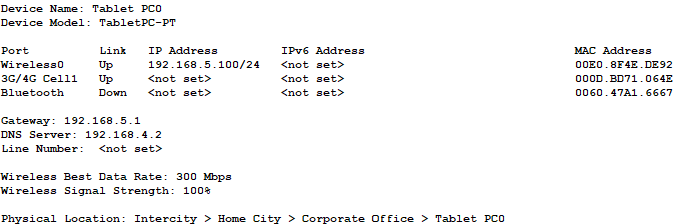 Device Name: Tablet PC0
Device Model: TabletPC-PT
Port Link IP Address IPv6 Address MAC Address
Wireless0 Up 192.168.5.100/24 <not set> 00E0.8F4E.DE92
3G/4G Cell1 Up <not set> <not set> 000D.BD71.064E
Bluetooth Down <not set> <not set> 0060.47A1.6667
Gateway: 192.168.5.1
DNS Server: 192.168.4.2
Line Number: <not set>
Wireless Best Data Rate: 300 Mbps
Wireless Signal Strength: 100%
Physical Location: Intercity > Home City > Corporate Office > Tablet PC0